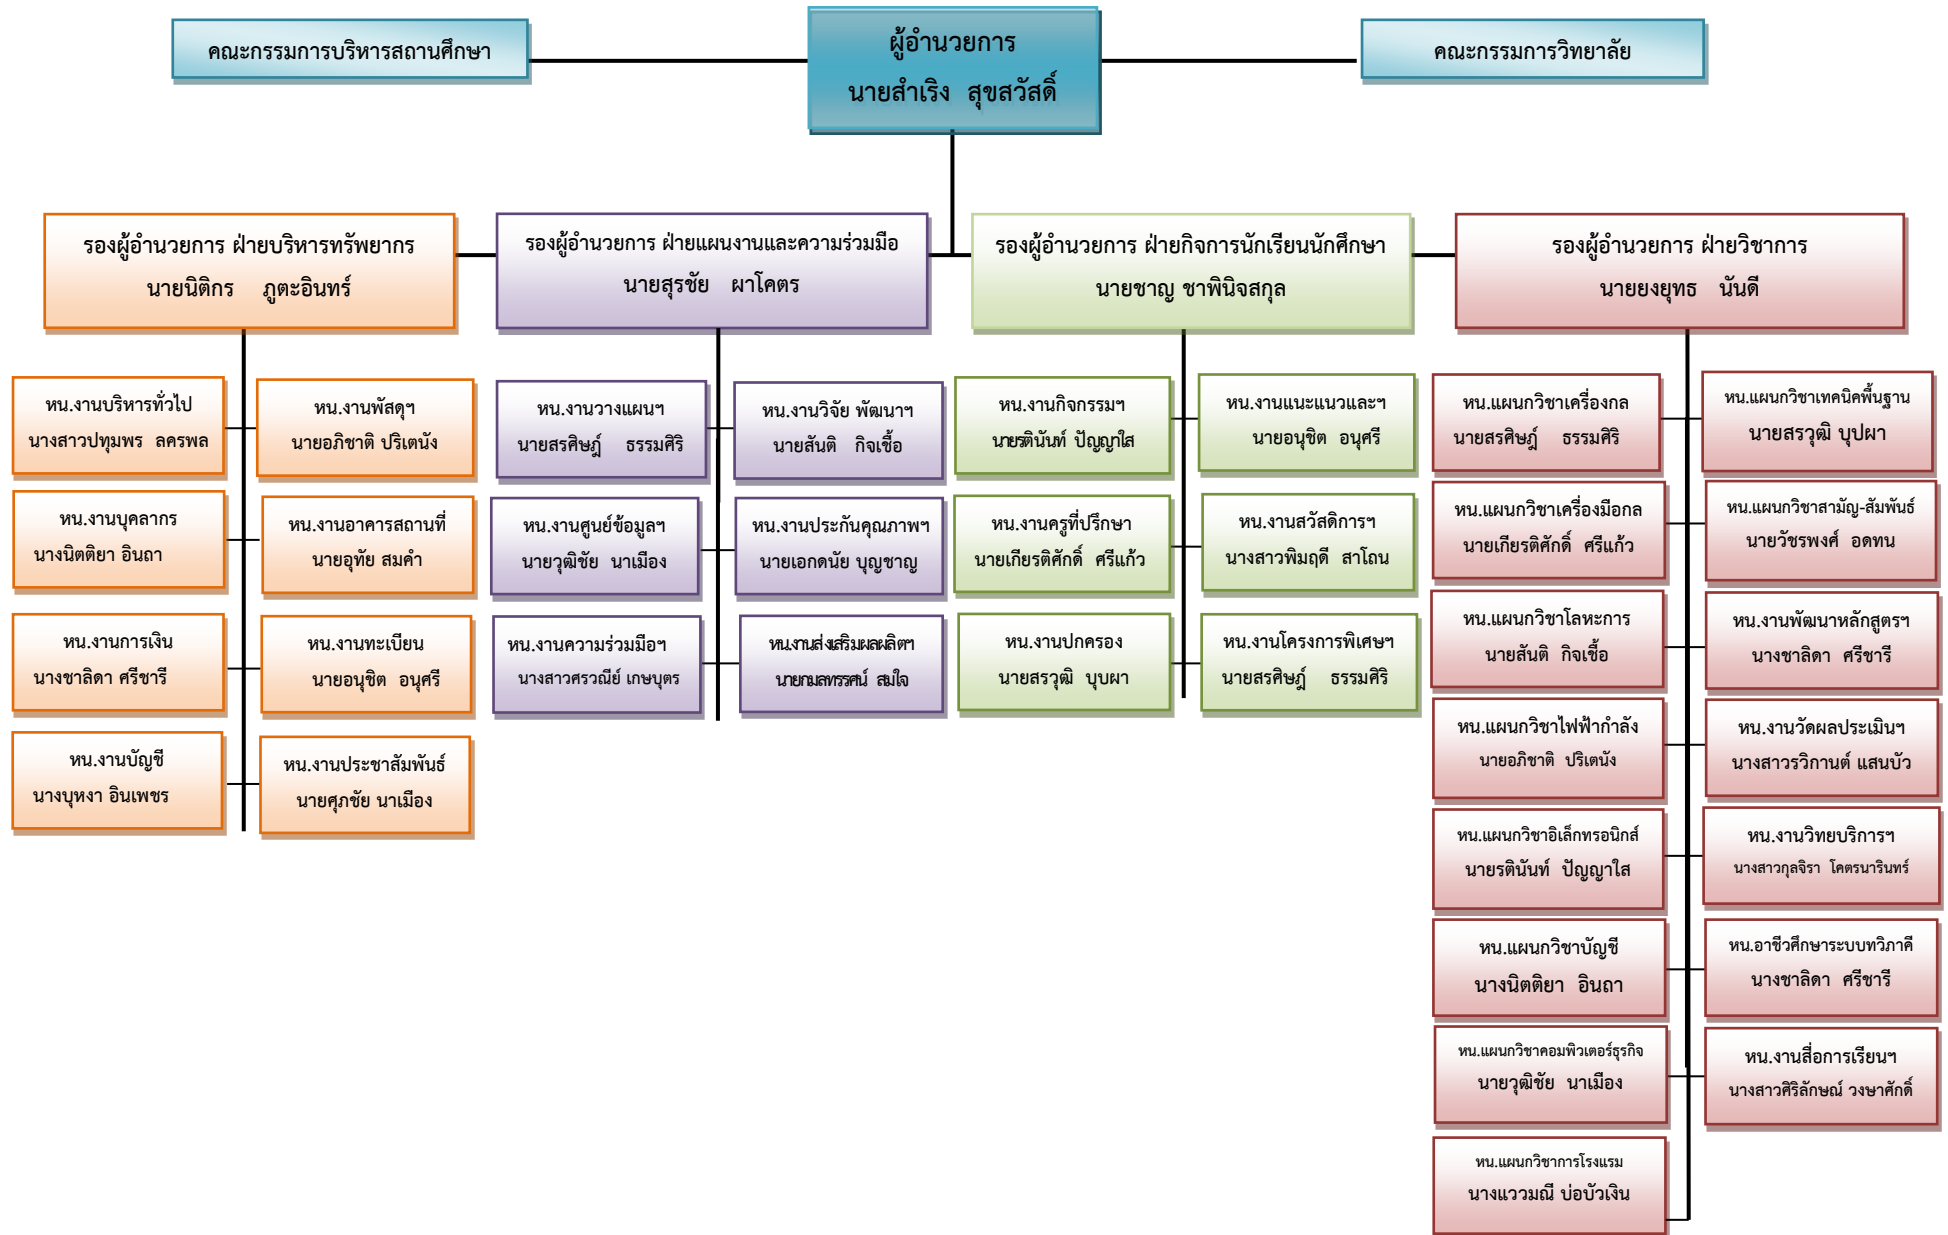 คณะกรรมการบริหารสถานศึกษา
ผู้อำนวยการ
นายสำเริง สุขสวัสดิ์
คณะกรรมการวิทยาลัย
รองผู้อำนวยการ ฝ่ายบริหารทรัพยากร
นายนิติกร ภูตะอินทร์
รองผู้อำนวยการ ฝ่ายแผนงานและความร่วมมือ
นายสุรชัย ผาโคตร
รองผู้อำนวยการ ฝ่ายกิจการนักเรียนนักศึกษา
นายชาญ ชาพินิจสกุล
รองผู้อำนวยการ ฝ่ายวิชาการ
นายยงยุทธ นันดี
หน.งานบริหารทั่วไป
นางสาวปทุมพร ลครพล
หน.งานพัสดุฯ
นายอภิชาติ ปริเตนัง
หน.งานบุคลากร
นางนิตติยา อินถา
หน.งานอาคารสถานที่
นายอุทัย สมคำ
หน.งานการเงิน
นางชาลิดา ศรีชารี
หน.งานทะเบียน
นายอนุชิต อนุศรี
หน.งานบัญชี
นางบุหงา อินเพชร
หน.งานประชาสัมพันธ์
นายศุภชัย นาเมือง
หน.งานวางแผนฯ
นายสรศิษฎ์ ธรรมศิริ
หน.งานวิจัย พัฒนาฯ
นายสันติ กิจเชื้อ
หน.งานศูนย์ข้อมูลฯ
นายวุฒิชัย นาเมือง
หน.งานประกันคุณภาพฯ
นายเอกดนัย บุญชาญ
หน.งานความร่วมมือฯ
นางสาวศรวณีย์ เกษบุตร
หน.งานส่งเสริมผลผลิตฯ
นายกมลทรรศน์ สมใจ
หน.งานกิจกรรมฯ
นายรตินันท์ ปัญญาใส
หน.งานแนะแนวและฯ
นายอนุชิต อนุศรี
หน.งานครูที่ปรึกษา
นายเกียรติศักดิ์ ศรีแก้ว
หน.งานสวัสดิการฯ
นางสาวพิมฤดี สาโถน
หน.งานปกครอง
นายสรวุฒิ บุบผา
หน.งานโครงการพิเศษฯ
นายสรศิษฎ์ ธรรมศิริ
หน.แผนกวิชาเครื่องกล
นายสรศิษฎ์ ธรรมศิริ
หน.แผนกวิชาเทคนิคพื้นฐาน
นายสรวุฒิ บุปผา
หน.แผนกวิชาเครื่องมือกล
นายเกียรติศักดิ์ ศรีแก้ว
หน.แผนกวิชาสามัญ-สัมพันธ์
นายวัชรพงศ์ อดทน
หน.แผนกวิชาโลหะการ
นายสันติ กิจเชื้อ
หน.งานพัฒนาหลักสูตรฯ
นางชาลิดา ศรีชารี
หน.แผนกวิชาไฟฟ้ากำลัง
นายอภิชาติ ปริเตนัง
หน.งานวัดผลประเมินฯ
นางสาวรวิกานต์ แสนบัว
หน.แผนกวิชาอิเล็กทรอนิกส์
นายรตินันท์ ปัญญาใส
หน.งานวิทยบริการฯ
นางสาวกุลจิรา โคตรนารินทร์
หน.แผนกวิชาบัญชี
นางนิตติยา อินถา
หน.อาชีวศึกษาระบบทวิภาคี
นางชาลิดา ศรีชารี
หน.แผนกวิชาคอมพิวเตอร์ธุรกิจ
นายวุฒิชัย นาเมือง
หน.งานสื่อการเรียนฯ
นางสาวศิริลักษณ์ วงษาศักดิ์
หน.แผนกวิชาการโรงแรม
นางแววมณี บ่อบัวเงิน